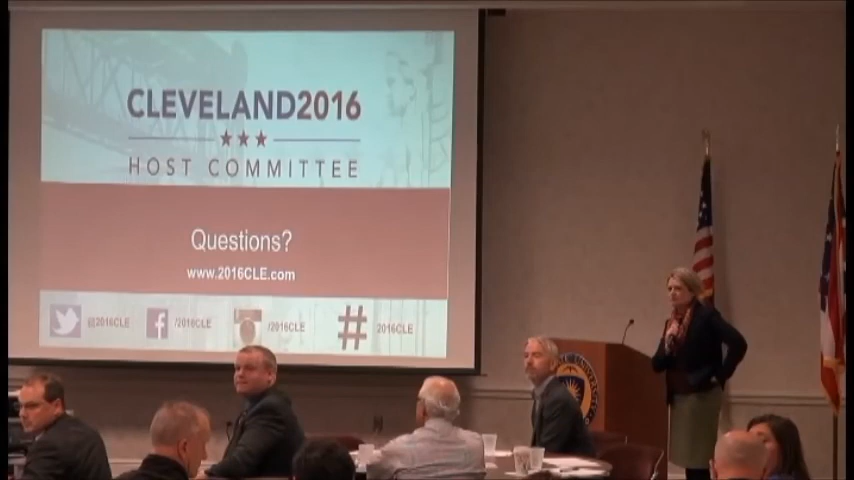 CLEVELAND2016
HOST COMMITTEE
Questions?
www.2016CLE.com
@2016CLE
/2016CLE
/2016CLE
2016CLE